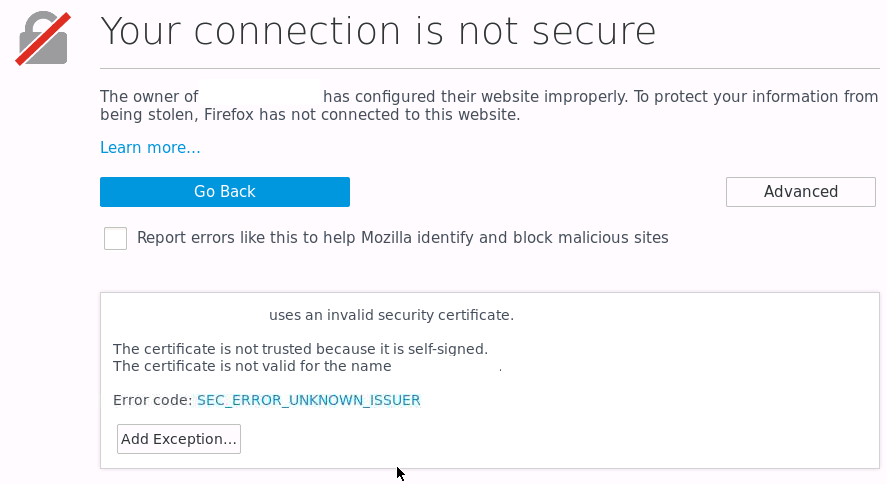 Your connection is not secure
The owner of has configured their website improperly. To protect your information from
being stolen, Firefox has not connected to this website.
Learn more...
Go Back
Advanced
Report errors like this to help Mozilla identify and block malicious sites
uses an invalid security certificate.
The certificate is not trusted because it is self-signed.
The certificate is not valid for the name .
Error code: SEC_ERROR_UNKNOWN_ISSUER
Add Exception...